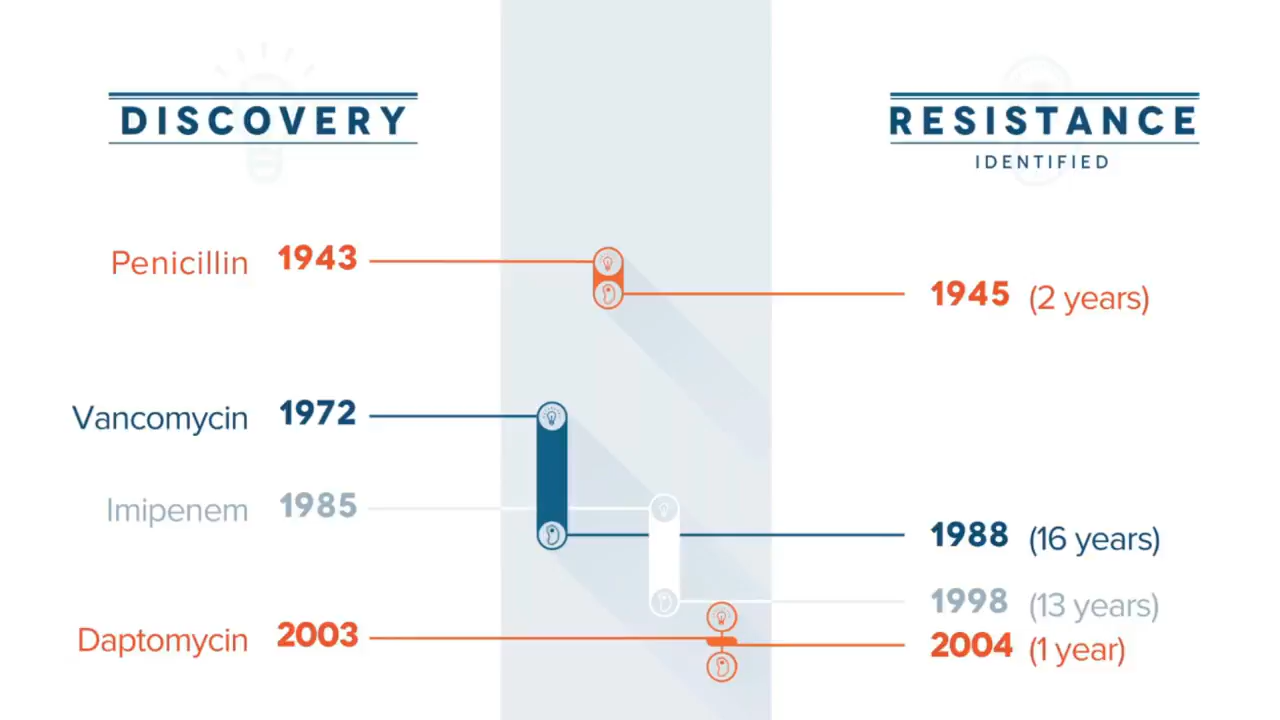 DISCOVERY
RESISTANCE
IDENTIFIED
Penicillin 1943
1945 (2 years)
Vancomycin 1972
Imipenem 1985
1988 (16 years)
1998 (13 years)
Daptomycin 2003
2004 (1 year)